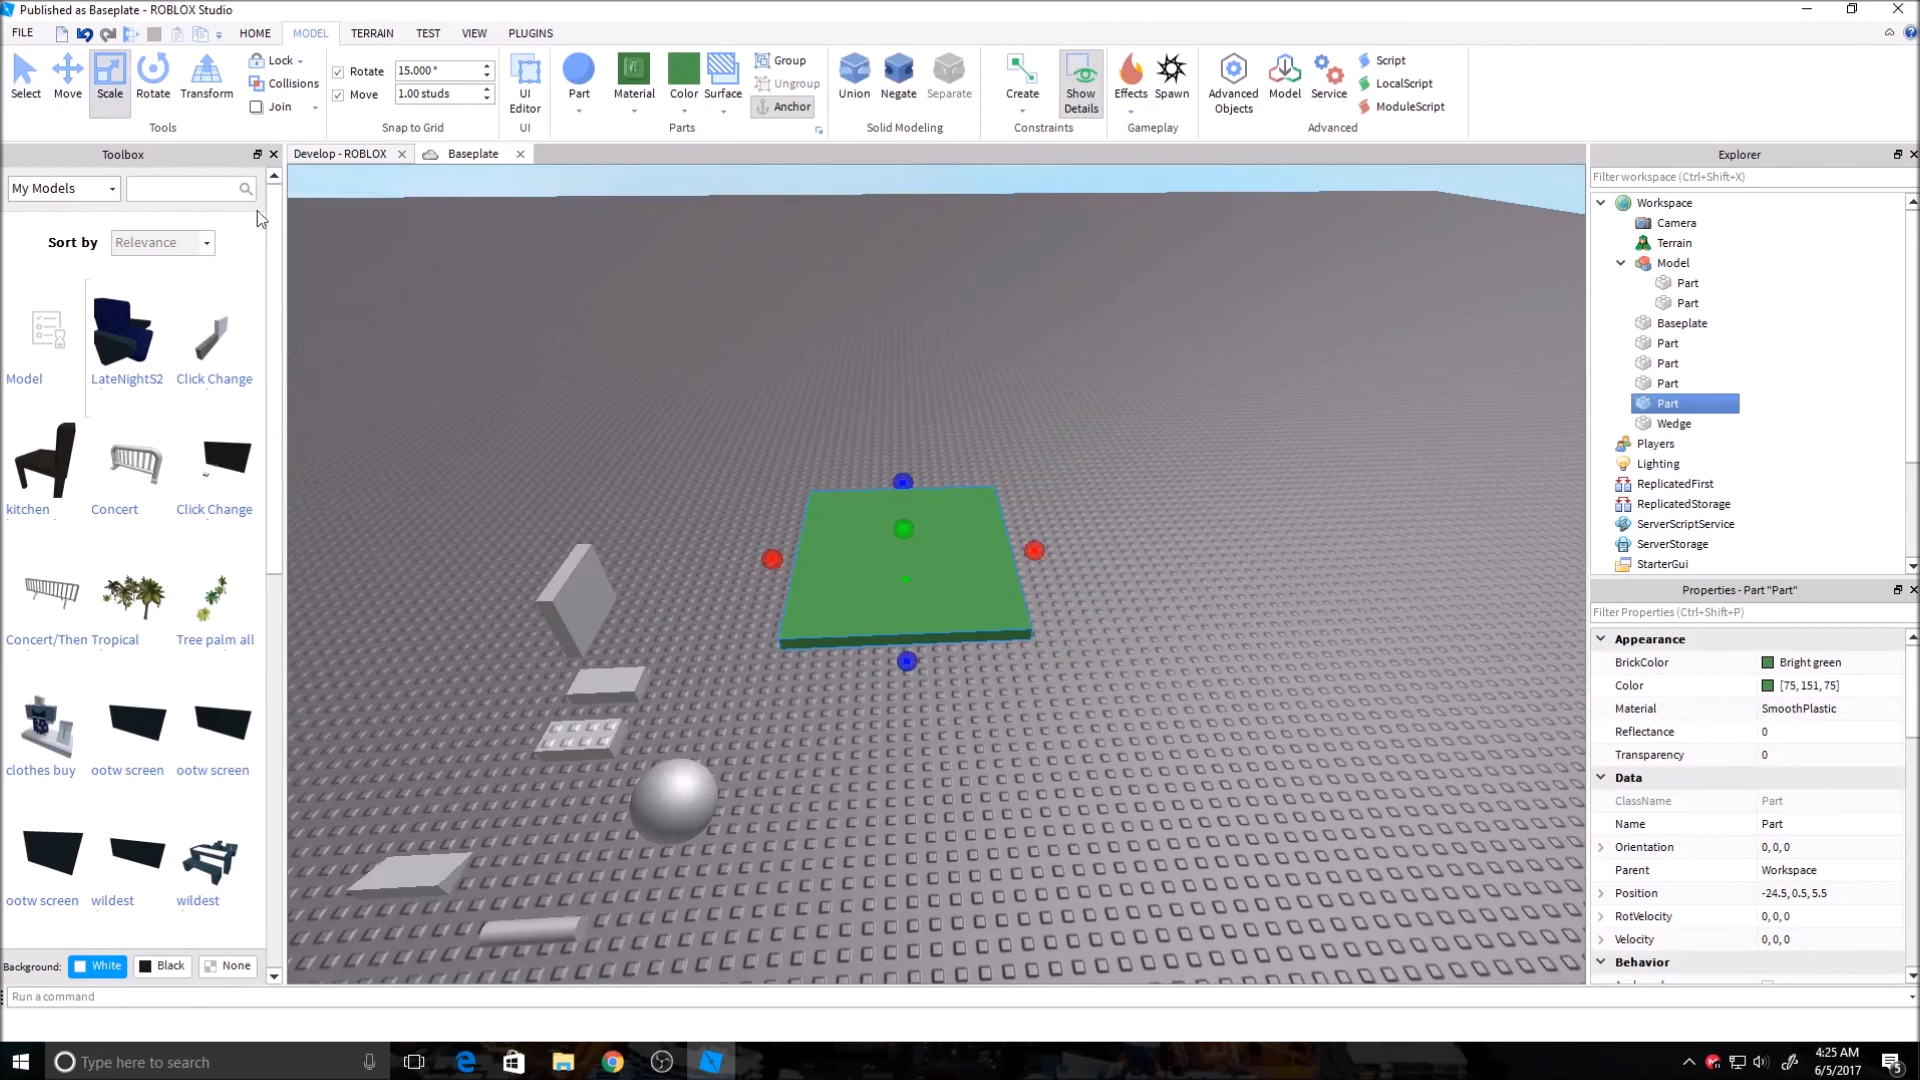 Published as Baseplate - ROBLOX Studio
FILE HOME MODEL TERRAIN TEST VIEW PLUGINS
Select Move Scale Rotate Transform
Lock
Collisions
Join
Tools
Rotate 15.000°
Move 1.00 studs
Snap to Grid
UI
Editor
UI
Part Material Color Surface
Group
Ungroup
Anchor
Parts
Union Negate Separate
Solid Modeling
Create Show
Details
Constraints
Effects Spawn
Gameplay
Advanced
Objects
Model Service
Script
LocalScript
ModuleScript
Advanced
Toolbox
My Models
Sort by Relevance
Model LateNightS2 Click Change
kitchen Concert Click Change
Concert/Then Tropical Tree palm all
clothes buy ootw screen ootw screen
ootw screen wildest wildest
Background: White Black None
Develop - ROBLOX Baseplate
Explorer
Filter workspace (Ctrl+Shift+X)
Workspace
Camera
Terrain
Model
Part
Part
Baseplate
Part
Part
Part
Part
Wedge
Players
Lighting
ReplicatedFirst
ReplicatedStorage
ServerScriptService
ServerStorage
StarterGui
Properties - Part "Part"
Filter Properties (Ctrl+Shift+P)
Appearance
BrickColor Bright green
Color [75, 151, 75]
Material SmoothPlastic
Reflectance 0
Transparency 0
Data
ClassName Part
Name Part
Orientation 0, 0, 0
Parent Workspace
Position -24.5, 0.5, 5.5
RotVelocity 0, 0, 0
Velocity 0, 0, 0
Behavior
Run a command
Type here to search
4:25 AM
6/5/2017
5